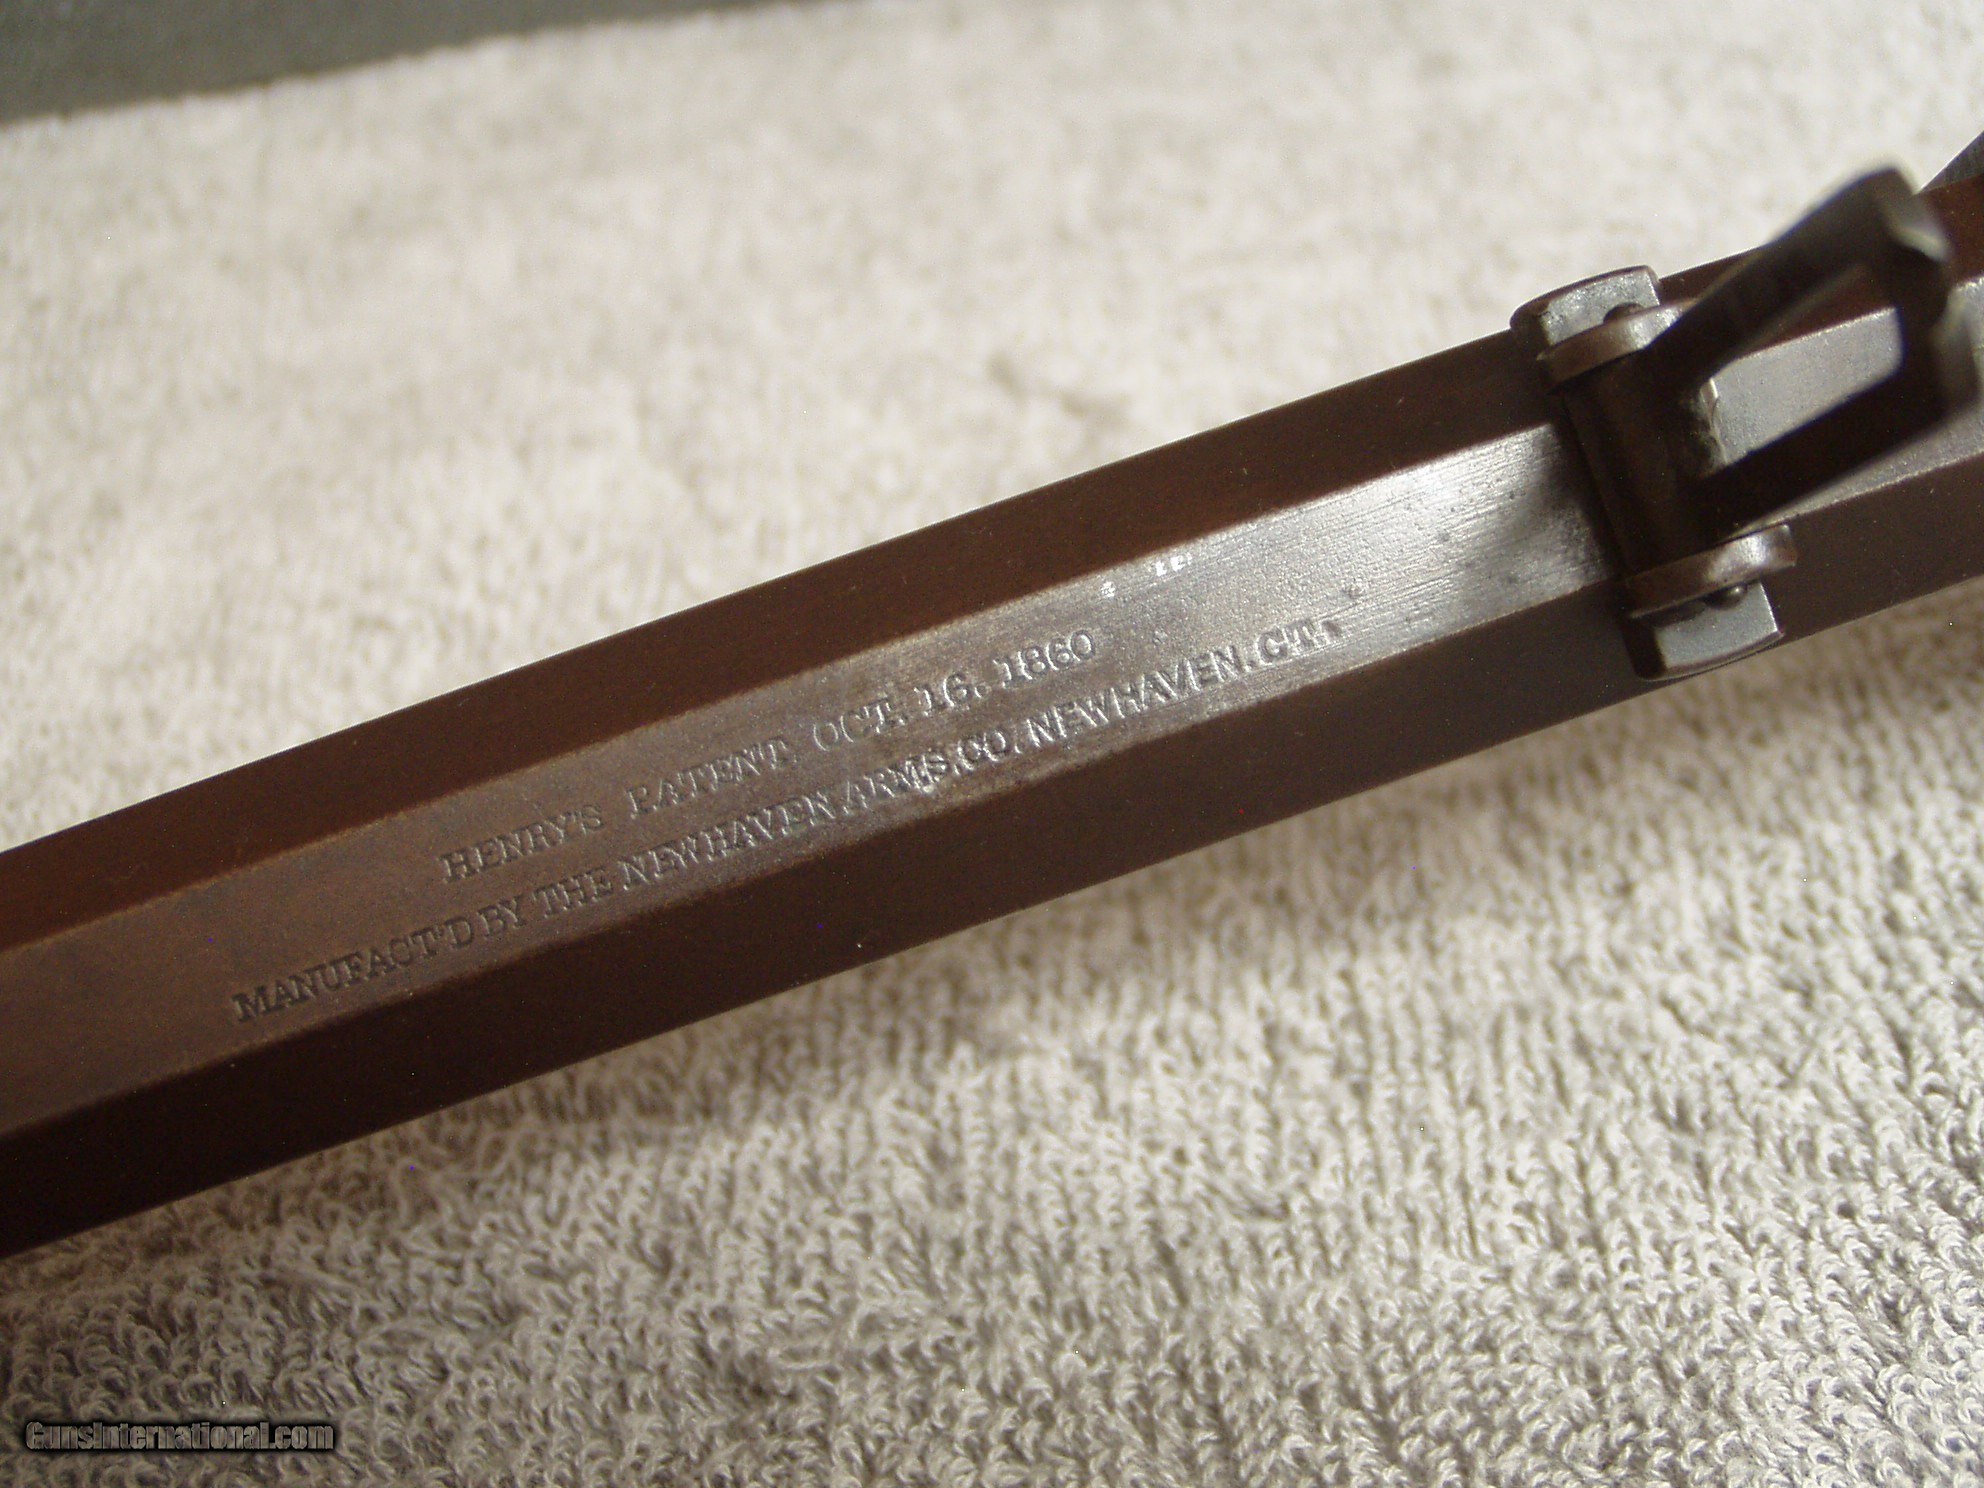 HENRY'S PATENT. OCT. 16. 1860
MANUFACT'D BY THE NEWHAVEN ARMS. CO. NEWHAVEN. CT.
GunsInternational.com